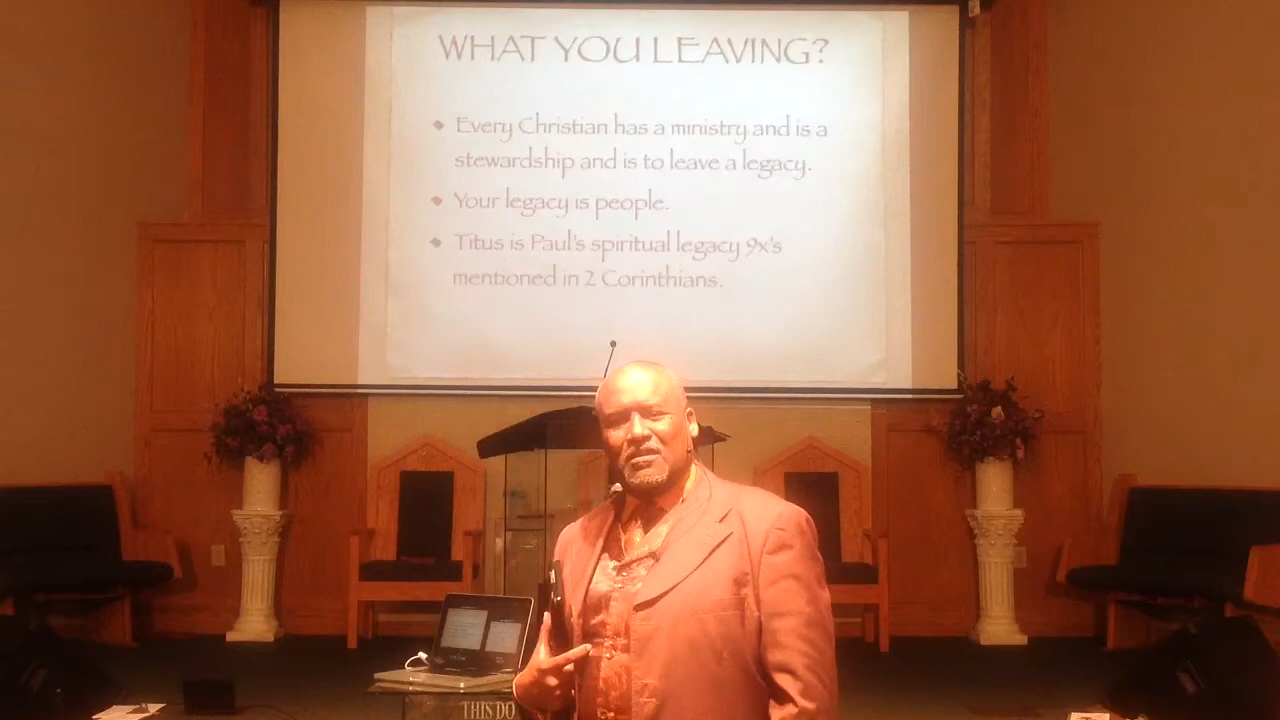 WHAT YOU LEAVING?
• Every Christian has a ministry and is a
stewardship and is to leave a legacy.
• Your legacy is people.
• Titus is Paul's spiritual legacy 9x's
mentioned in 2 Corinthians.
THIS DO